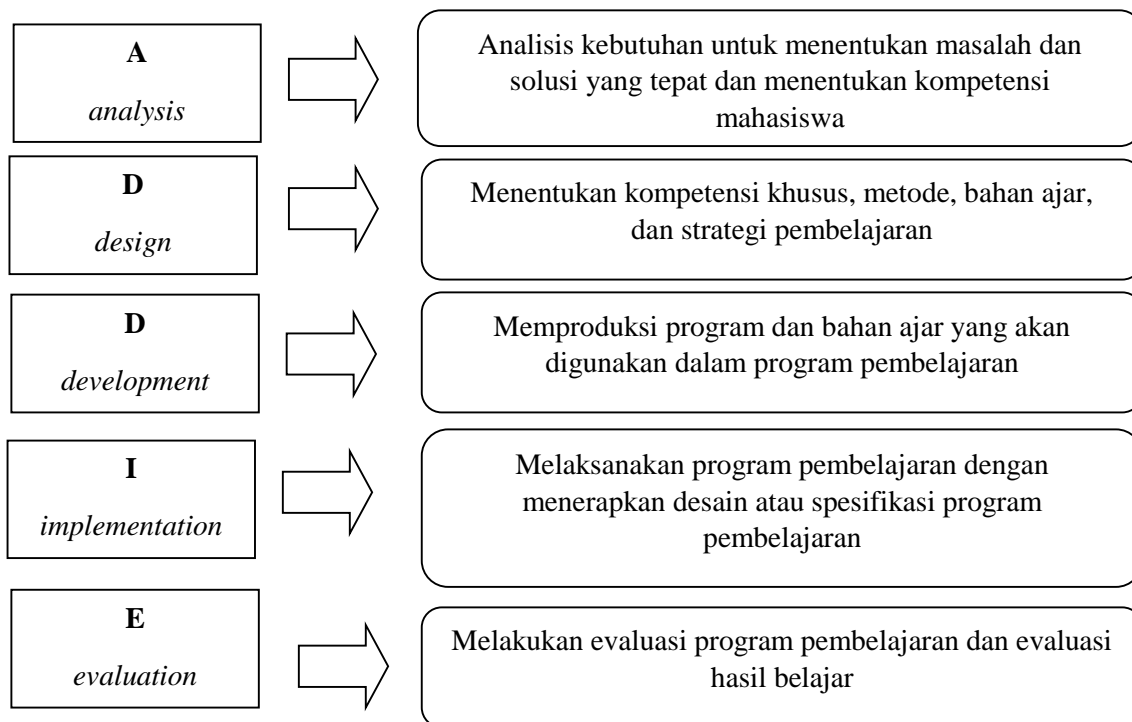 A
analysis
Analisis kebutuhan untuk menentukan masalah dan
solusi yang tepat dan menentukan kompetensi
mahasiswa
D
design
Menentukan kompetensi khusus, metode, bahan ajar,
dan strategi pembelajaran
D
development
Memproduksi program dan bahan ajar yang akan
digunakan dalam program pembelajaran
I
implementation
Melaksanakan program pembelajaran dengan
menerapkan desain atau spesifikasi program
pembelajaran
E
evaluation
Melakukan evaluasi program pembelajaran dan evaluasi
hasil belajar